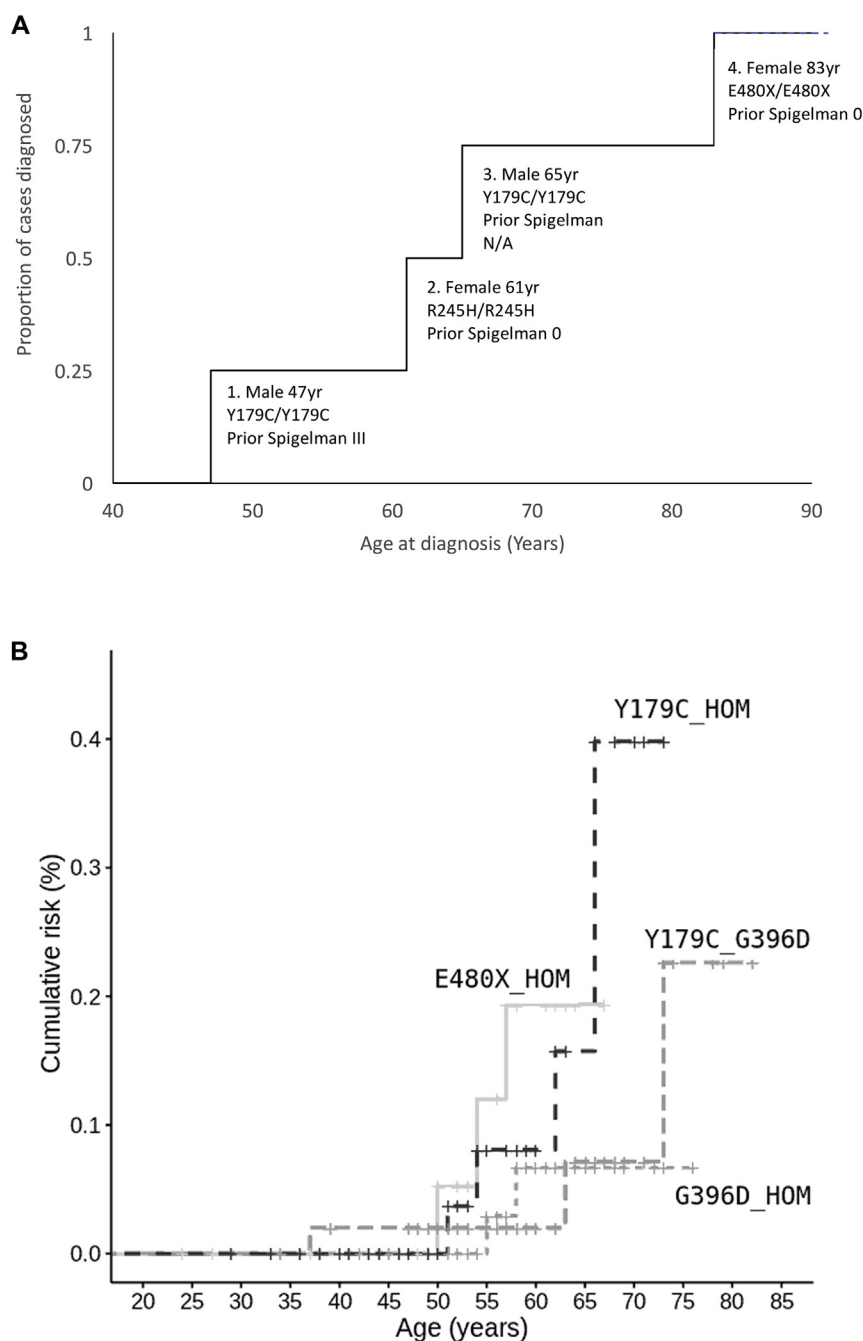 A
1
0.75
0.5
0.25
0
Proportion of cases diagnosed
4. Female 83yr
E480X/E480X
Prior Spigelman 0
3. Male 65yr
Y179C/Y179C
Prior Spigelman
N/A
2. Female 61yr
R245H/R245H
Prior Spigelman 0
1. Male 47yr
Y179C/Y179C
Prior Spigelman III
40 50 60 70 80 90
Age at diagnosis (Years)
B
Cumulative risk (%)
0.4
0.3
0.2
0.1
0.0
Y179C_HOM
Y179C_G396D
E480X_HOM
G396D_HOM
20 25 30 35 40 45 50 55 60 65 70 75 80 85
Age (years)